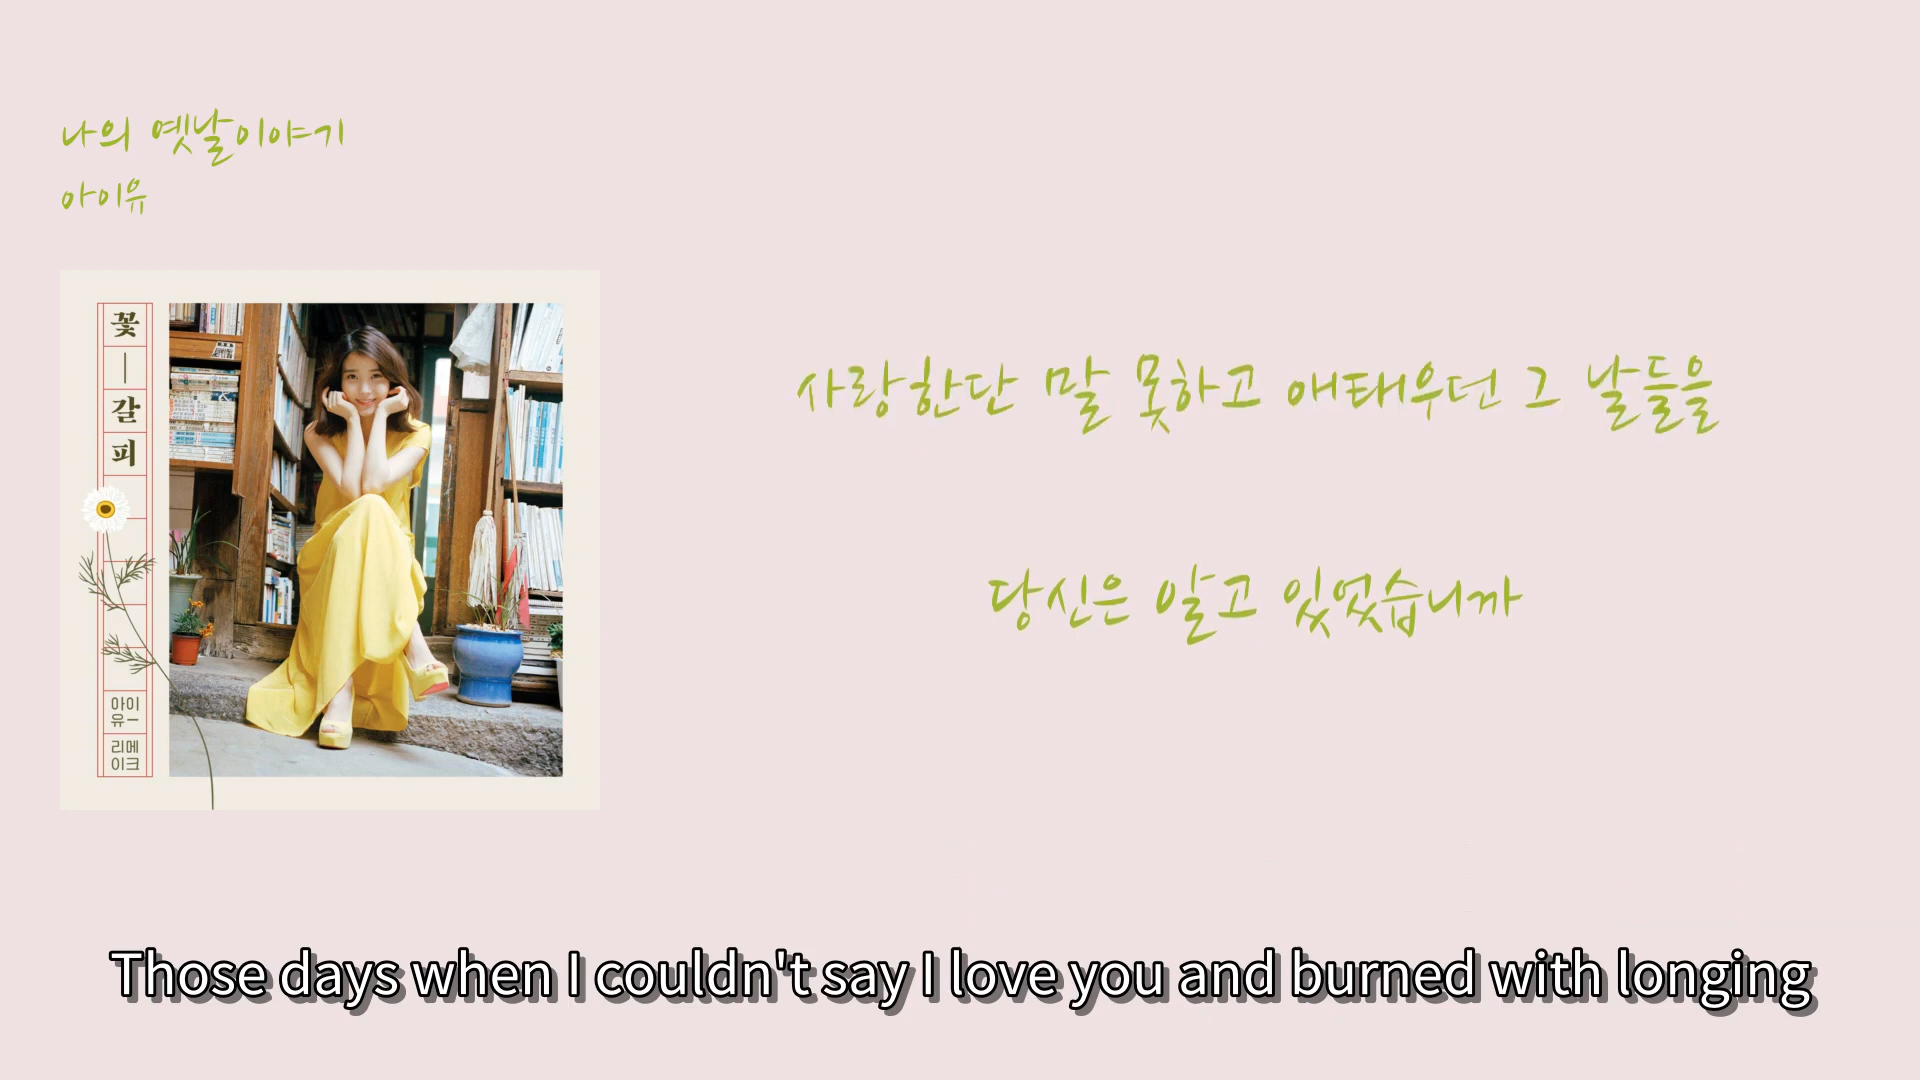 나의 옛날이야기
아이유
꽃
갈
피
아이
유ー
리메
이크
사랑한단 말 못하고 애태우던 그 날들을
당신은 알고 있었습니까
Those days when I couldn't say I love you and burned with longing